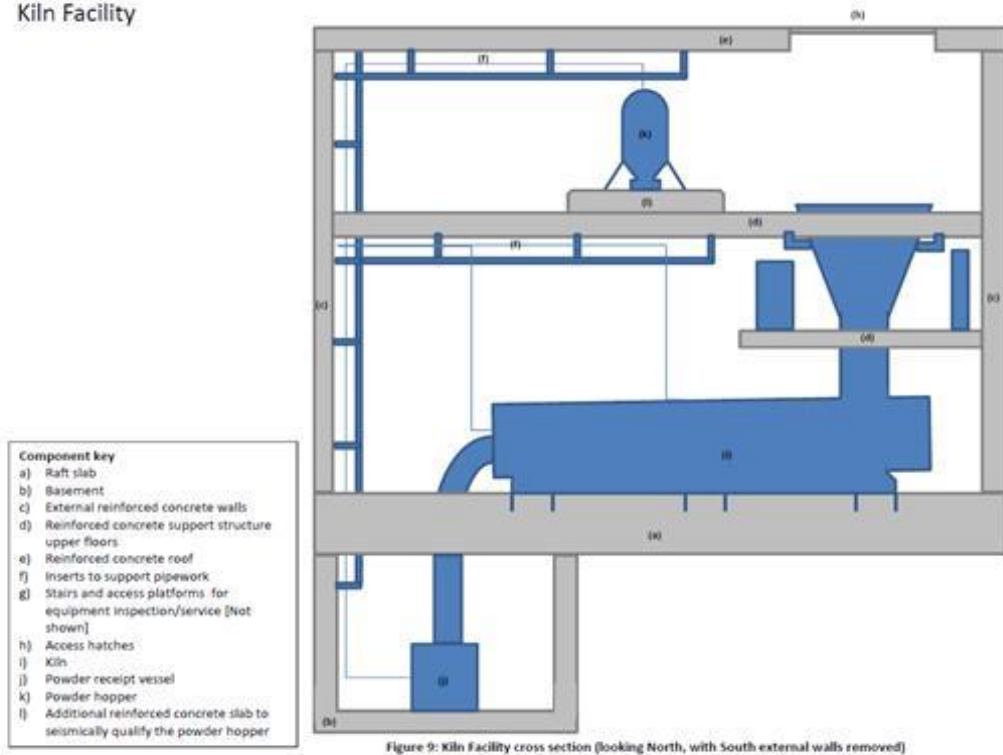 Kiln Facility
(h)
(e)
(f)
(k)
(l)
(d)
(f)
(c)
(c)
(d)
(i)
(a)
(j)
(b)
Component key
a) Raft slab
b) Basement
c) External reinforced concrete walls
d) Reinforced concrete support structure
upper floors
e) Reinforced concrete roof
f) Inserts to support pipework
g) Stairs and access platforms for
equipment inspection/service [Not
shown]
h) Access hatches
i) Kiln
j) Powder receipt vessel
k) Powder hopper
l) Additional reinforced concrete slab to
seismically qualify the powder hopper
Figure 9: Kiln Facility cross section (looking North, with South external walls removed)